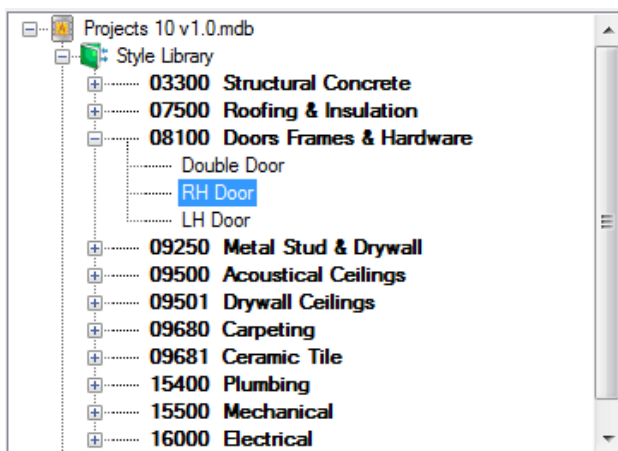 Projects 10 v1.0.mdb
Style Library
03300 Structural Concrete
07500 Roofing & Insulation
08100 Doors Frames & Hardware
Double Door
RH Door
LH Door
09250 Metal Stud & Drywall
09500 Acoustical Ceilings
09501 Drywall Ceilings
09680 Carpeting
09681 Ceramic Tile
15400 Plumbing
15500 Mechanical
16000 Electrical